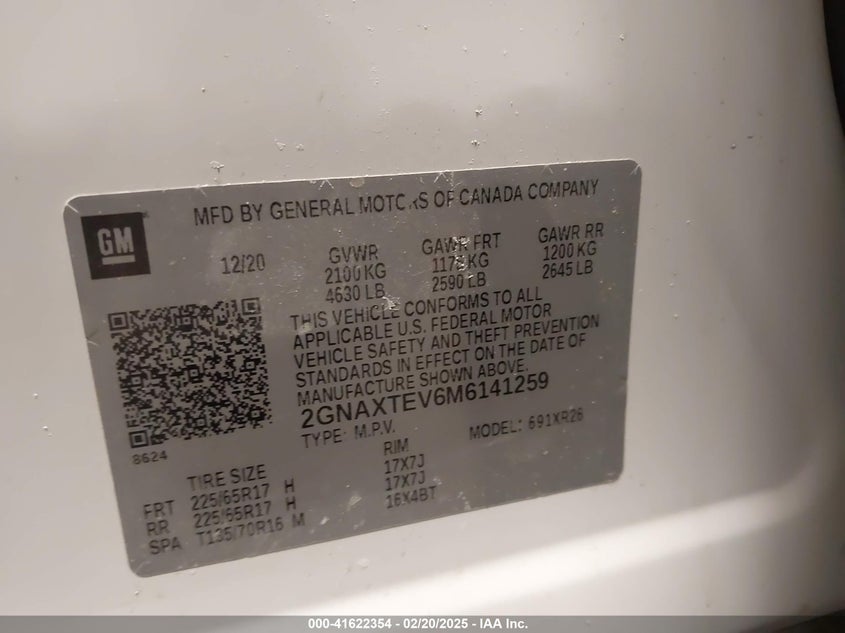 GM
MFD BY GENERAL MOTORS OF CANADA COMPANY
12/20
GVWR
2100 KG
4630 LB
GAWR FRT
1175 KG
2590 LB
GAWR RR
1200 KG
2645 LB
THIS VEHICLE CONFORMS TO ALL
APPLICABLE U.S. FEDERAL MOTOR
VEHICLE SAFETY AND THEFT PREVENTION
STANDARDS IN EFFECT ON THE DATE OF
MANUFACTURE SHOWN ABOVE.
2GNAXTEV6M6141259
TYPE: M.P.V. MODEL: 691XR26
8624
TIRE SIZE RIM
FRT 225/65R17 H 17X7J
RR 225/65R17 H 17X7J
SPA T135/70R16 M 16X4BT
000-41622354 - 02/20/2025 - IAA Inc.